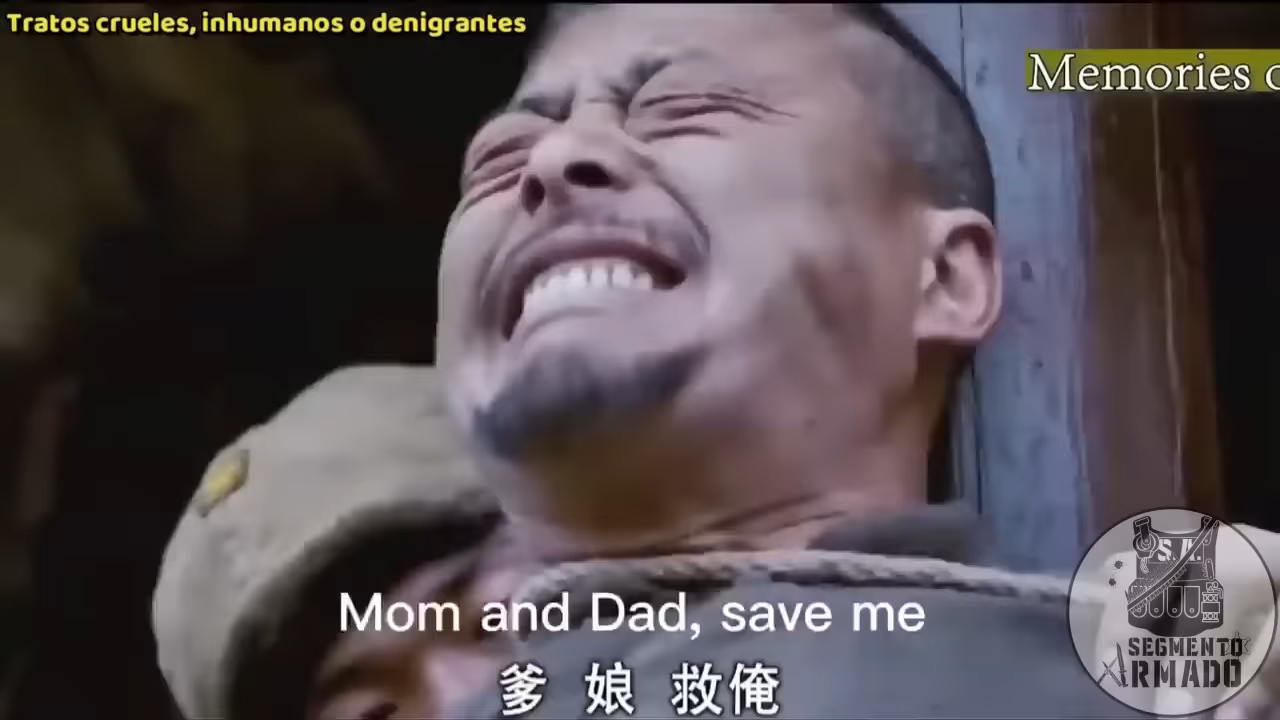 Tratos crueles, inhumanos o denigrantes
Memories
Mom and Dad, save me
爹 娘 救俺
S.A.
SEGMENTO
ARMADO